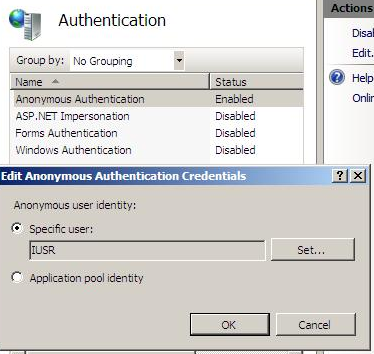 Authentication
Actions
Group by: No Grouping
Disal
Edit.
Name Status
Anonymous Authentication Enabled
Help
ASP.NET Impersonation Disabled
Onlin
Forms Authentication Disabled
Windows Authentication Disabled
Edit Anonymous Authentication Credentials
Anonymous user identity:
Specific user:
IUSR Set...
Application pool identity
OK Cancel